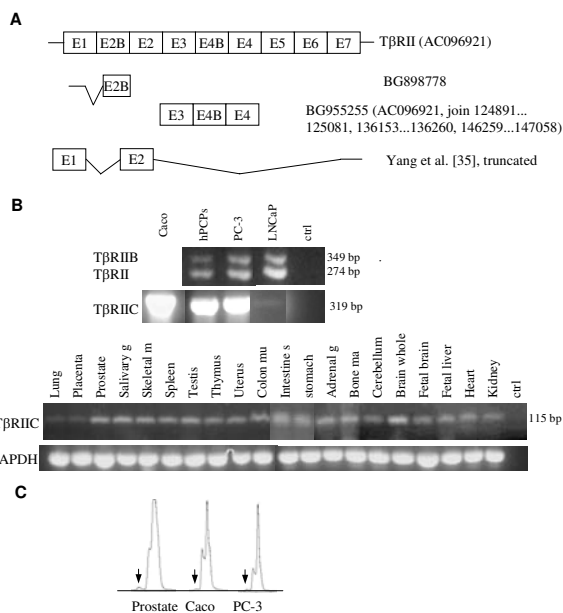 A
E1 E2B E2 E3 E4B E4 E5 E6 E7 TβRII (AC096921)
E2B BG898778
E3 E4B E4 BG955255 (AC096921, join 124891...
125081, 136153...136260, 146259...147058)
E1 E2 Yang et al. [35], truncated
B
Caco hPCPs PC-3 LNCaP ctrl
TβRIIB 349 bp
TβRII 274 bp
TβRIIC 319 bp
Lung Placenta Prostate Salivary g Skeletal m Spleen Testis Thymus Uterus Colon mu Intestine s stomach Adrenal g Bone ma Cerebellum Brain whole Fetal brain Fetal liver Heart Kidney ctrl
TβRIIC 115 bp
APDH
C
Prostate Caco PC-3